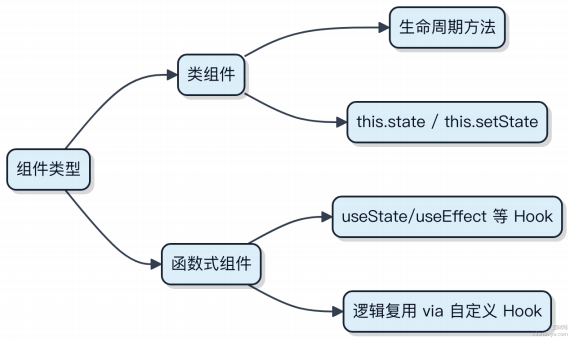 生命周期方法
类组件
this.state / this.setState
组件类型
useState/useEffect 等 Hook
函数式组件
逻辑复用 via 自定义 Hook